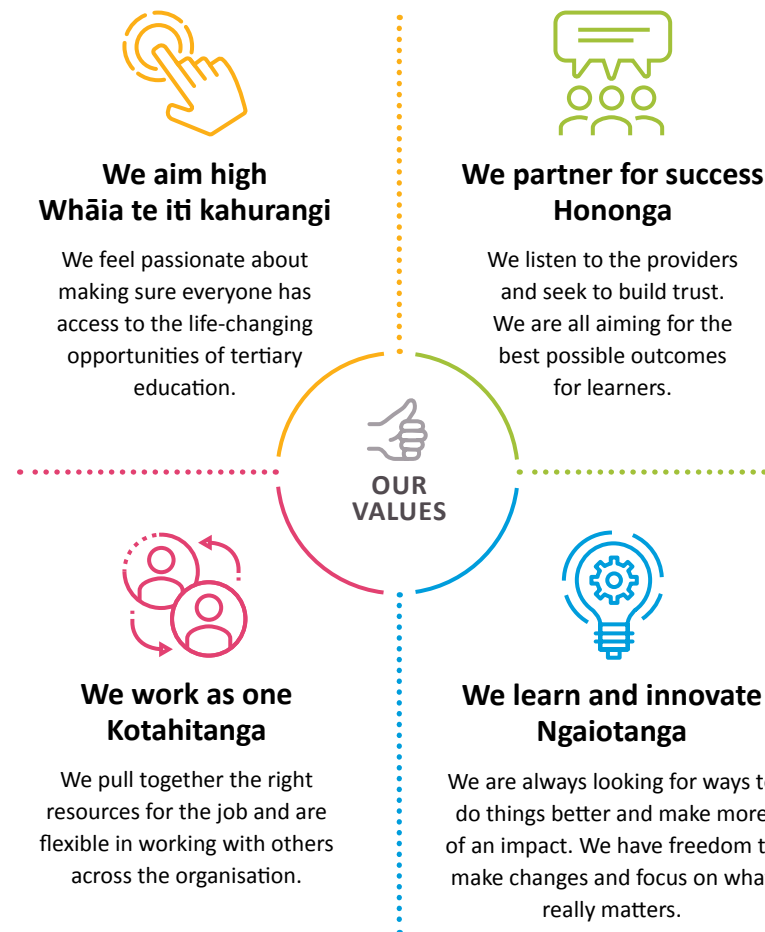 We aim high
Whāia te iti kahurangi
We feel passionate about
making sure everyone has
access to the life-changing
opportunities of tertiary
education.
We partner for success
Hononga
We listen to the providers
and seek to build trust.
We are all aiming for the
best possible outcomes
for learners.
OUR
VALUES
We work as one
Kotahitanga
We pull together the right
resources for the job and are
flexible in working with others
across the organisation.
We learn and innovate
Ngaiotanga
We are always looking for ways to
do things better and make more
of an impact. We have freedom t
make changes and focus on wha
really matters.